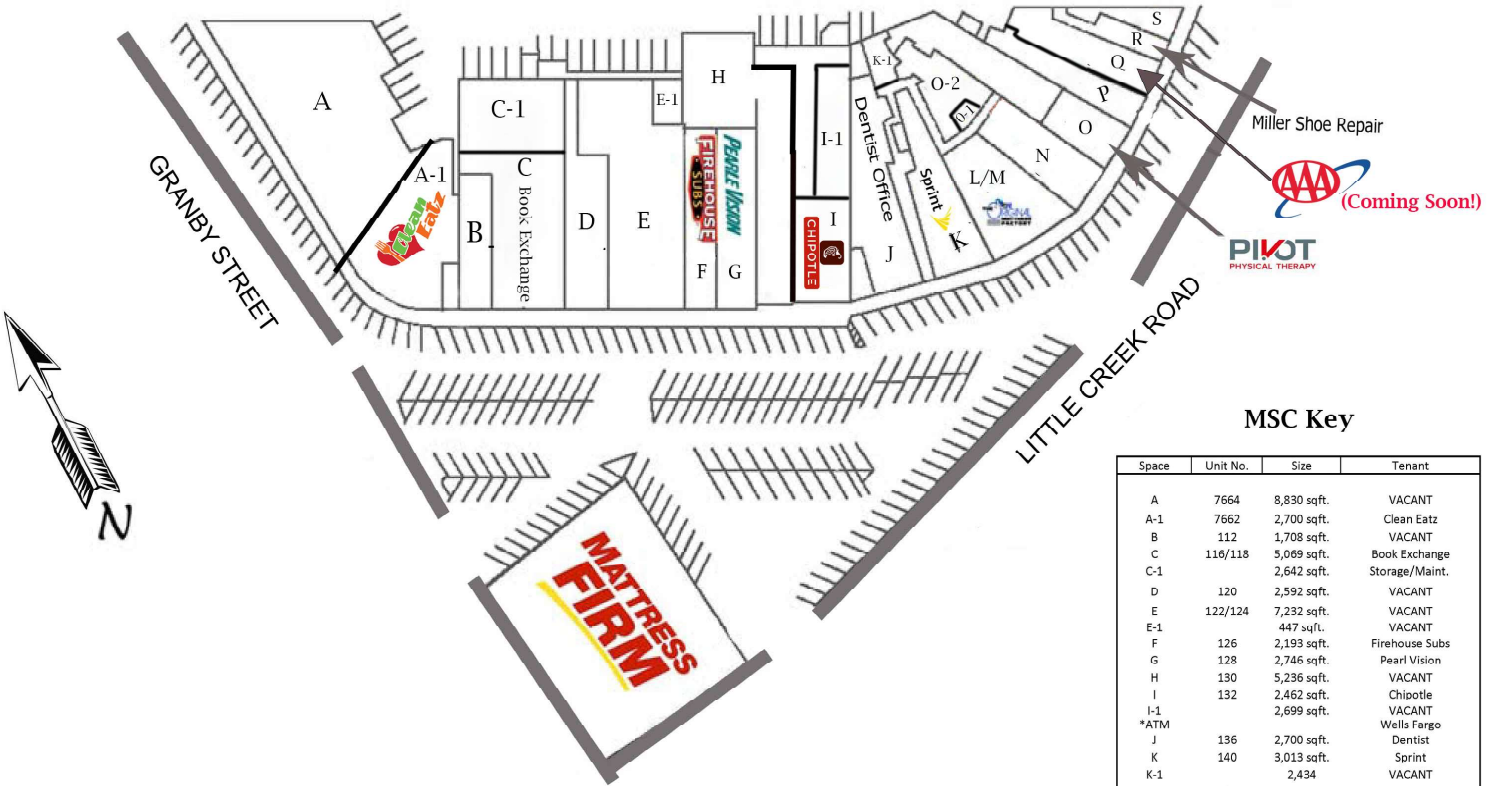 A
A-1
Clean Eatz
B
C-1
C
Book Exchange
D
E
E-1
H
FIREHOUSE SUBS
PEARLE VISION
F
G
I-1
I
CHIPOTLE
K-1
O-2
O-1
Dentist Office
J
Sprint
K
L/M
FACTORY
N
O
P
Q
R
S
Miller Shoe Repair
AAA
(Coming Soon!)
PIVOT
PHYSICAL THERAPY
GRANBY STREET
LITTLE CREEK ROAD
N
MATTRESS
FIRM
MSC Key
Space Unit No. Size Tenant
A 7664 8,830 sqft. VACANT
A-1 7662 2,700 sqft. Clean Eatz
B 112 1,708 sqft. VACANT
C 116/118 5,069 sqft. Book Exchange
C-1 2,642 sqft. Storage/Maint.
D 120 2,592 sqft. VACANT
E 122/124 7,232 sqft. VACANT
E-1 447 sqft. VACANT
F 126 2,193 sqft. Firehouse Subs
G 128 2,746 sqft. Pearl Vision
H 130 5,236 sqft. VACANT
I 132 2,462 sqft. Chipotle
I-1 2,699 sqft. VACANT
*ATM Wells Fargo
J 136 2,700 sqft. Dentist
K 140 3,013 sqft. Sprint
K-1 2,434 VACANT